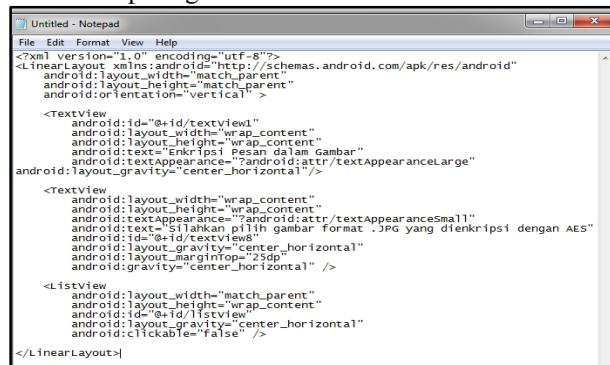 Untitled - Notepad
File Edit Format View Help
<?xml version="1.0" encoding="utf-8"?>
<LinearLayout xmlns:android="http://schemas.android.com/apk/res/android"
    android:layout_width="match_parent"
    android:layout_height="match_parent"
    android:orientation="vertical" >

    <TextView
        android:id="@+id/textView1"
        android:layout_width="wrap_content"
        android:layout_height="wrap_content"
        android:text="Enkripsi Pesan dalam Gambar"
        android:textAppearance="?android:attr/textAppearanceLarge"
android:layout_gravity="center_horizontal"/>

    <TextView
        android:layout_width="wrap_content"
        android:layout_height="wrap_content"
        android:textAppearance="?android:attr/textAppearanceSmall"
        android:text="Silahkan pilih gambar format .JPG yang dienkripsi dengan AES"
        android:id="@+id/textView8"
        android:layout_gravity="center_horizontal"
        android:layout_marginTop="25dp"
        android:gravity="center_horizontal" />

    <ListView
        android:layout_width="match_parent"
        android:layout_height="wrap_content"
        android:id="@+id/listView"
        android:layout_gravity="center_horizontal"
        android:clickable="false" />

</LinearLayout>